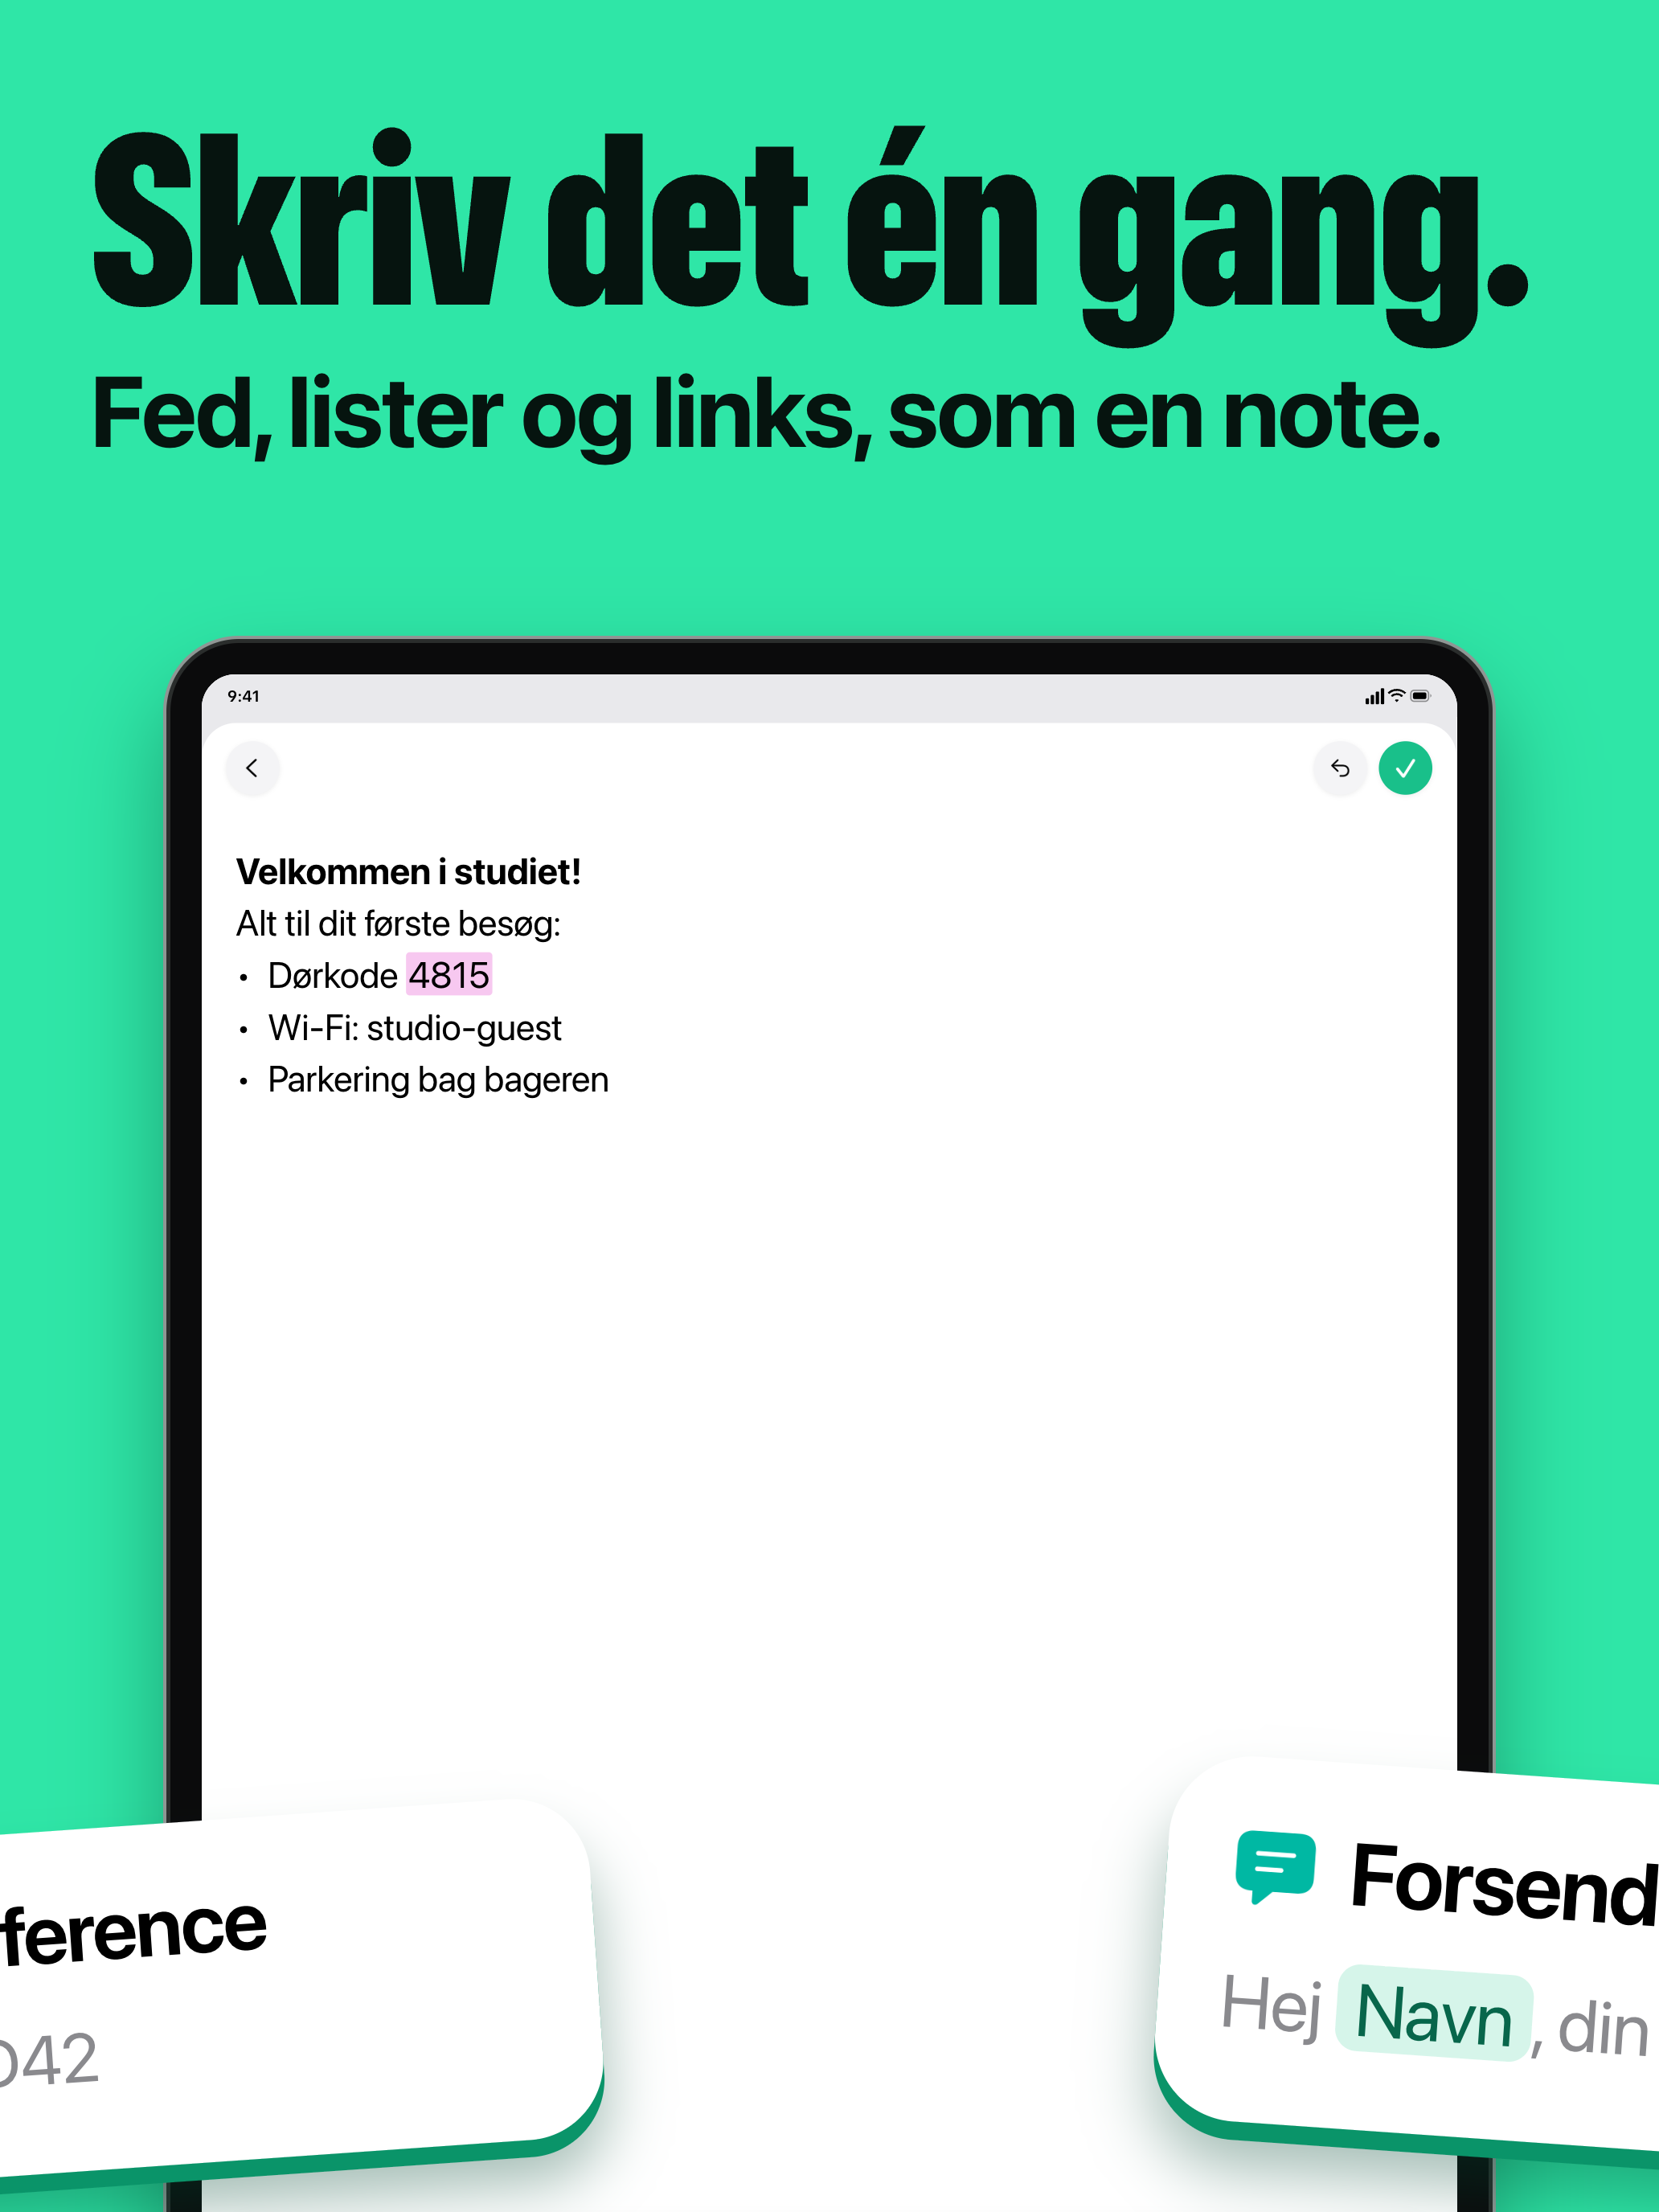 Skriv det én gang.
Fed, lister og links, som en note.
9:41
Velkommen i studiet!
Alt til dit første besøg:
• Dørkode 4815
• Wi-Fi: studio-guest
• Parkering bag bageren
ference
042
Forsend
Hej Navn, din